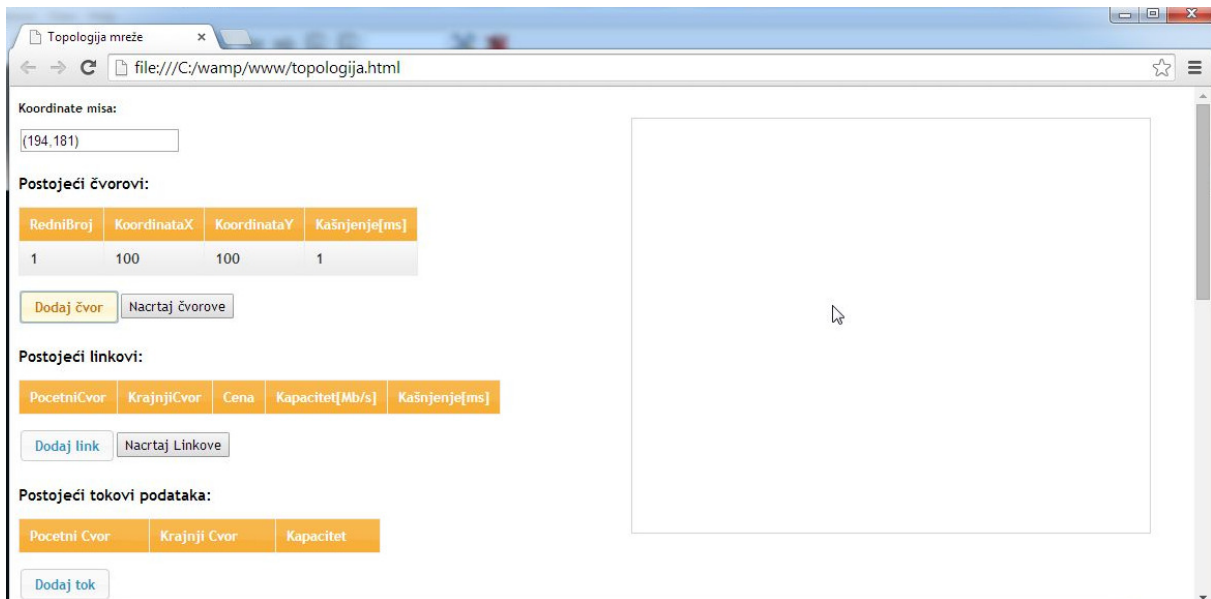 Topologija mreže
file:///C:/wamp/www/topologija.html
Koordinate misa:
(194,181)
Postojeći čvorovi:
RedniBroj KoordinataX KoordinataY Kašnjenje[ms]
1 100 100 1
Dodaj čvor Nacrtaj čvorove
Postojeći linkovi:
PocetniCvor KrajnjiCvor Cena Kapacitet[Mb/s] Kašnjenje[ms]
Dodaj link Nacrtaj Linkove
Postojeći tokovi podataka:
Pocetni Cvor Krajnji Cvor Kapacitet
Dodaj tok